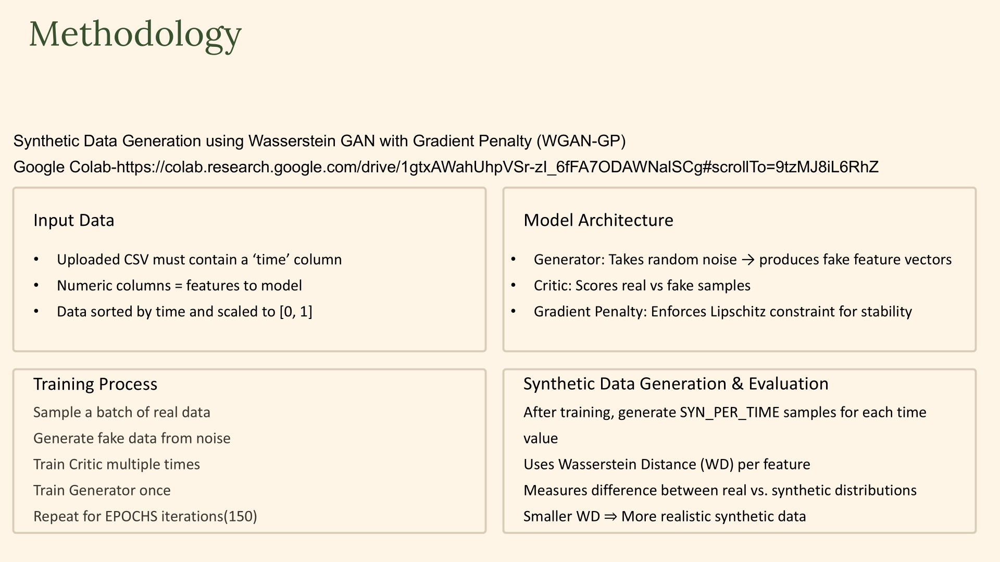 Methodology
Synthetic Data Generation using Wasserstein GAN with Gradient Penalty (WGAN-GP)
Google Colab-https://colab.research.google.com/drive/1gtxAWahUhpVSr-zI_6fFA7ODAWNalSCg#scrollTo=9tzMJ8iL6RhZ
Input Data
• Uploaded CSV must contain a ‘time’ column
• Numeric columns = features to model
• Data sorted by time and scaled to [0, 1]
Model Architecture
• Generator: Takes random noise → produces fake feature vectors
• Critic: Scores real vs fake samples
• Gradient Penalty: Enforces Lipschitz constraint for stability
Training Process
Sample a batch of real data
Generate fake data from noise
Train Critic multiple times
Train Generator once
Repeat for EPOCHS iterations(150)
Synthetic Data Generation & Evaluation
After training, generate SYN_PER_TIME samples for each time
value
Uses Wasserstein Distance (WD) per feature
Measures difference between real vs. synthetic distributions
Smaller WD ⇒ More realistic synthetic data